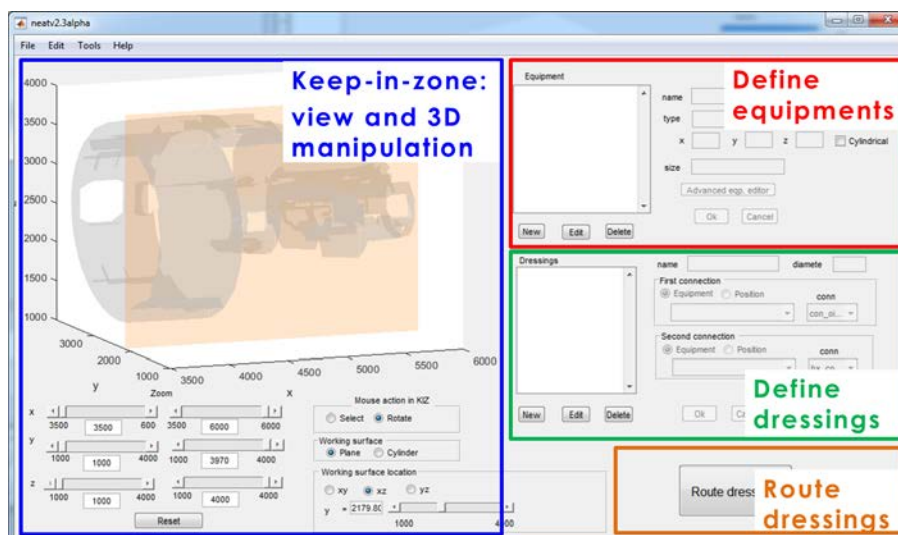 neatv2.3alpha
File Edit Tools Help
Keep-in-zone:
view and 3D
manipulation
4000
3500
3000
2500
2000
1500
1000
3000
2000
1000
3500 4000 4500 5000 5500 6000
y
x
Zoom
x
3500 3500 600
3500 6000 6000
y
1000 1000 4000
1000 3970 4000
z
1000 1000 4000
1000 4000 4000
Reset
Mouse action in KIZ
Select Rotate
Working surface
Plane Cylinder
Working surface location
xy xz yz
y = 2179.80
1000
Equipment
name
type
x y z Cylindrical
size
Advanced eqp. editor
Ok Cancel
New Edit Delete
Define
equipments
Dressings
name diamete
First connection
Equipment Position conn
con_oi...
Second connection
Equipment Position conn
New Edit Delete
Ok
Define
dressings
Route
Route
dressings